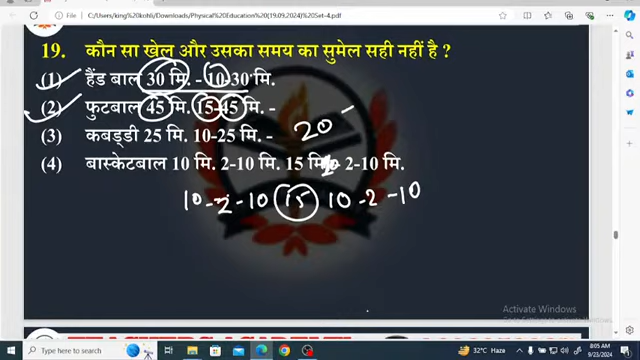 File
C:/Users/king kohli/Downloads/Physical%20Education%20(19.09.2024)%20Set-4.pdf
19. कौन सा खेल और उसका समय का सुमेल सही नहीं है ?
(1) हैंड बाल 30 मि. - 10-30 मि.
(2) फुटबाल 45 मि. 15-45 मि. -
(3) कबड्डी 25 मि. 10-25 मि. - 20
(4) बास्केटबाल 10 मि. 2-10 मि. 15 मि. 2-10 मि.
10 - 2 - 10 15 10 - 2 - 10
Activate Windows
Type here to search
32°C Haze
8:05 AM
9/23/2024